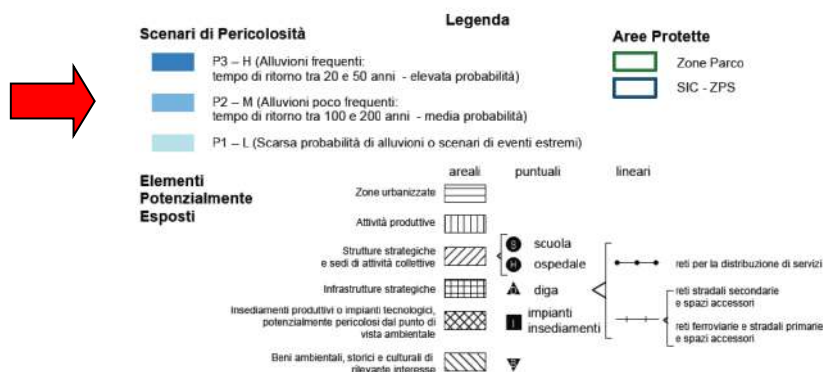 Legenda
Scenari di Pericolosità
P3 – H (Alluvioni frequenti:
tempo di ritorno tra 20 e 50 anni - elevata probabilità)
P2 – M (Alluvioni poco frequenti:
tempo di ritorno tra 100 e 200 anni - media probabilità)
P1 – L (Scarsa probabilità di alluvioni o scenari di eventi estremi)
Aree Protette
Zone Parco
SIC - ZPS
Elementi
Potenzialmente
Esposti
areali
puntuali
lineari
Zone urbanizzate
Attività produttive
Strutture strategiche
e sedi di attività collettive
Infrastrutture strategiche
Insediamenti produttivi o impianti tecnologici,
potenzialmente pericolosi dal punto di
vista ambientale
Beni ambientali, storici e culturali di
rilevante interesse
S scuola
H ospedale
diga
I impianti
insediamenti
reti per la distribuzione di servizi
reti stradali secondarie
e spazi accessori
reti ferroviarie e stradali primarie
e spazi accessori